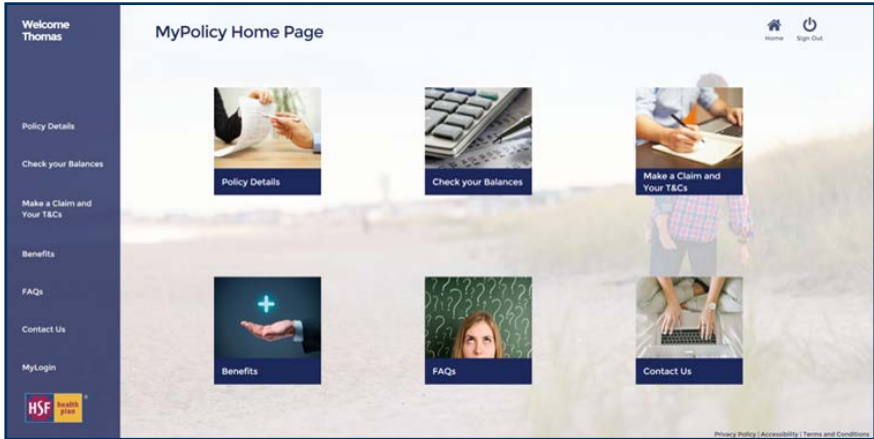 Welcome
Thomas
MyPolicy Home Page
Home
Sign Out
Policy Details
Check your Balances
Make a Claim and
Your T&Cs
Benefits
FAQs
Contact Us
MyLogin
HSF health
plan
®
Policy Details
Check your Balances
Make a Claim and
Your T&Cs
Benefits
FAQs
Contact Us
Privacy Policy | Accessibility | Terms and Conditions